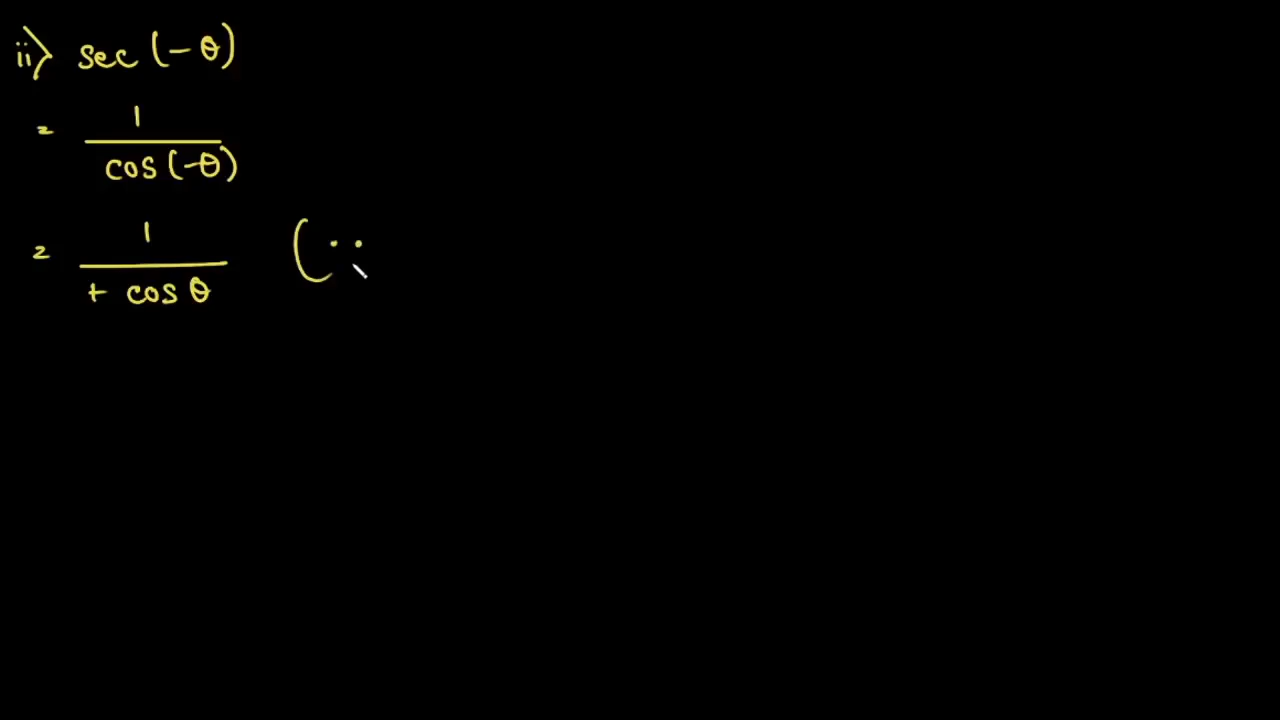 ii) sec (-θ)
= 1 / cos (-θ)
= 1 / + cos θ (∵